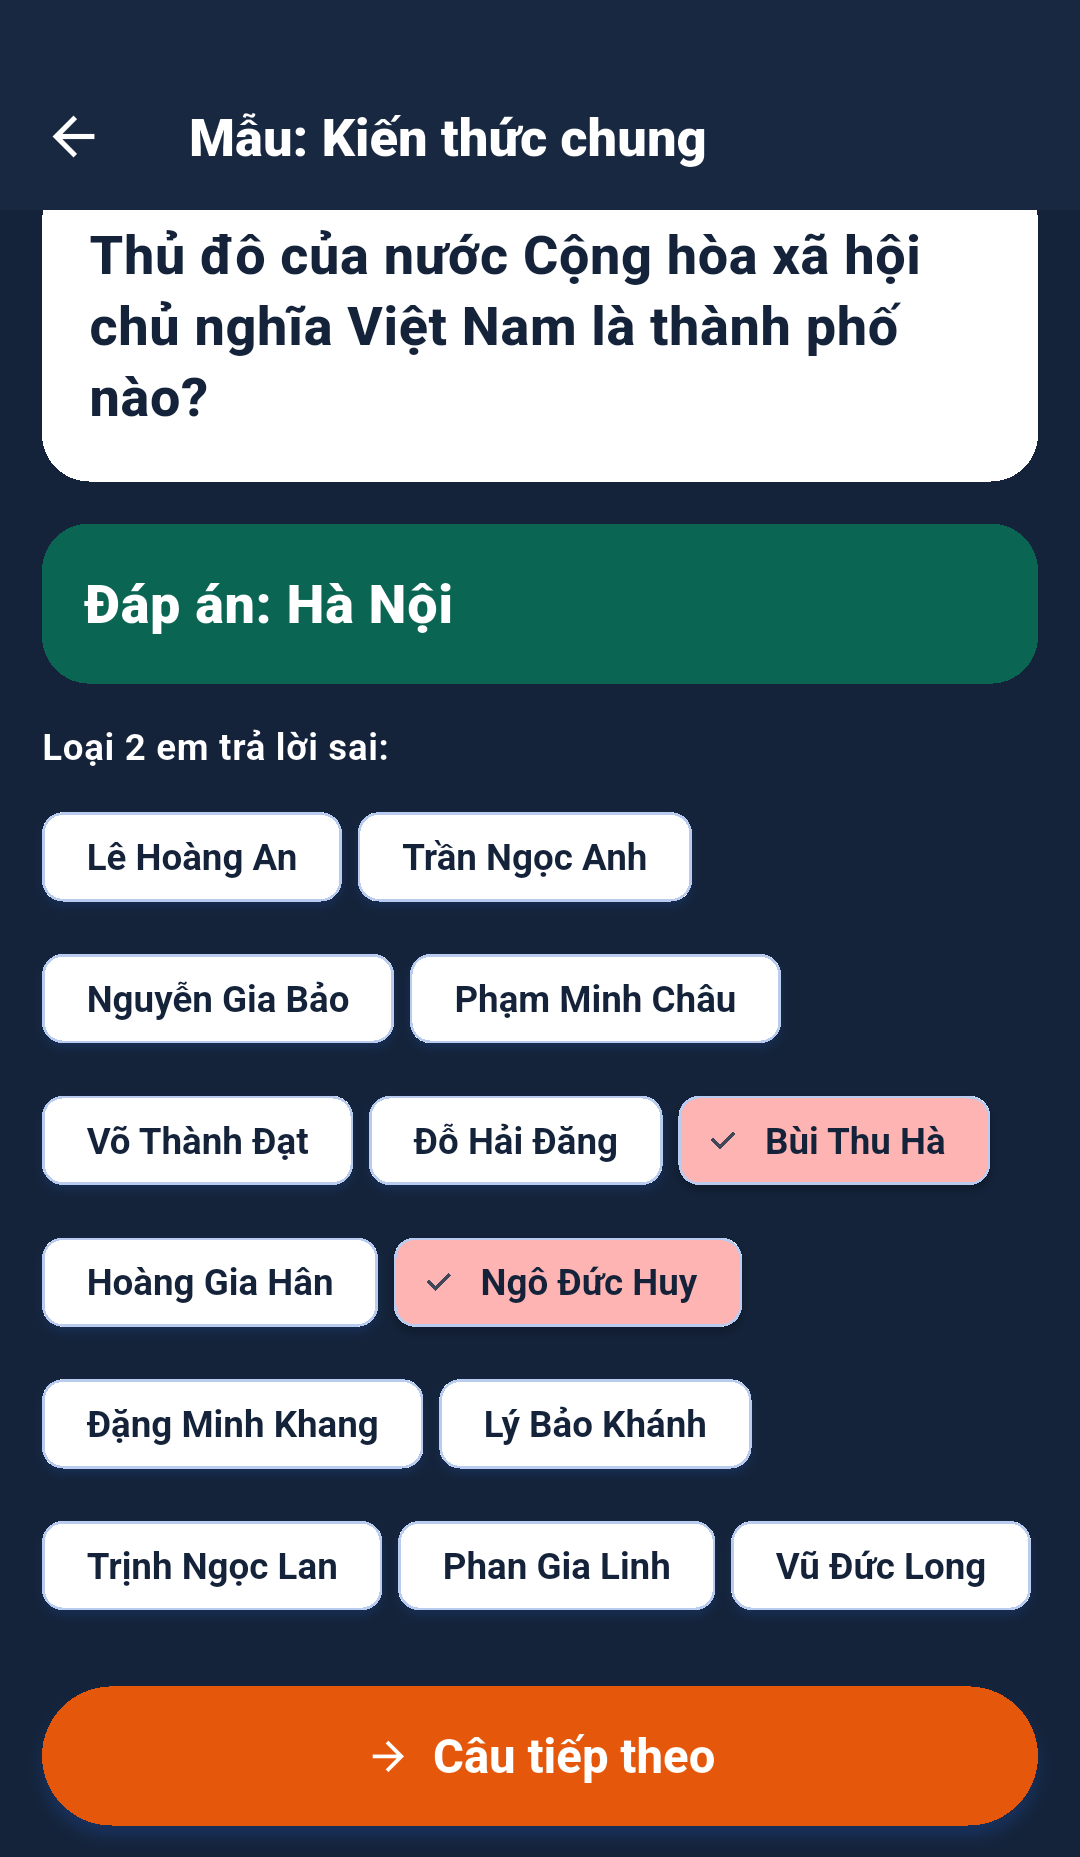 Mẫu: Kiến thức chung
Thủ đô của nước Cộng hòa xã hội
chủ nghĩa Việt Nam là thành phố
nào?
Đáp án: Hà Nội
Loại 2 em trả lời sai:
Lê Hoàng An
Trần Ngọc Anh
Nguyễn Gia Bảo
Phạm Minh Châu
Võ Thành Đạt
Đỗ Hải Đăng
Bùi Thu Hà
Hoàng Gia Hân
Ngô Đức Huy
Đặng Minh Khang
Lý Bảo Khánh
Trịnh Ngọc Lan
Phan Gia Linh
Vũ Đức Long
Câu tiếp theo